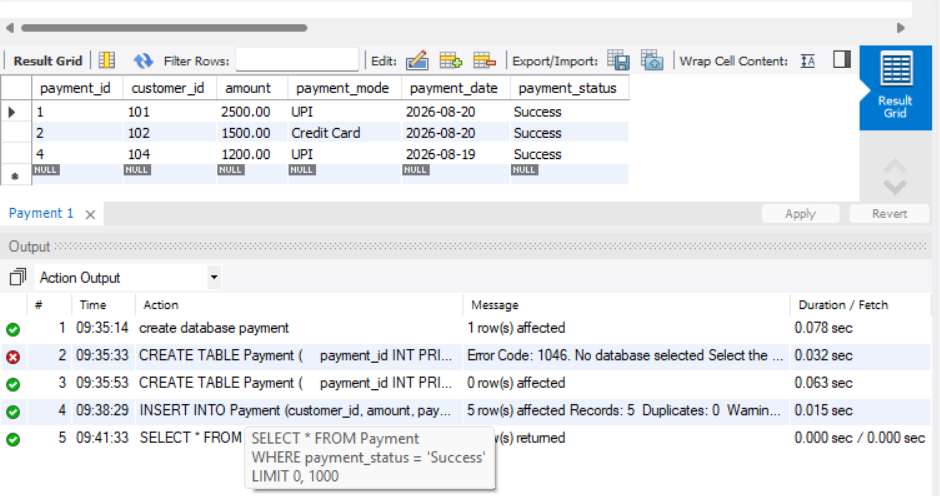 Result Grid Filter Rows: Edit: Export/Import: Wrap Cell Content: IA
Result Grid
payment_id customer_id amount payment_mode payment_date payment_status
1 101 2500.00 UPI 2026-08-20 Success
2 102 1500.00 Credit Card 2026-08-20 Success
4 104 1200.00 UPI 2026-08-19 Success
NULL NULL NULL NULL NULL NULL
Payment 1 Apply Revert
Output
Action Output
# Time Action Message Duration / Fetch
1 09:35:14 create database payment 1 row(s) affected 0.078 sec
2 09:35:33 CREATE TABLE Payment ( payment_id INT PRI... Error Code: 1046. No database selected Select the ... 0.032 sec
3 09:35:53 CREATE TABLE Payment ( payment_id INT PRI... 0 row(s) affected 0.063 sec
4 09:38:29 INSERT INTO Payment (customer_id, amount, pay... 5 row(s) affected Records: 5 Duplicates: 0 Warnin... 0.015 sec
5 09:41:33 SELECT * FROM (s) returned 0.000 sec / 0.000 sec
SELECT * FROM Payment
WHERE payment_status = 'Success'
LIMIT 0, 1000